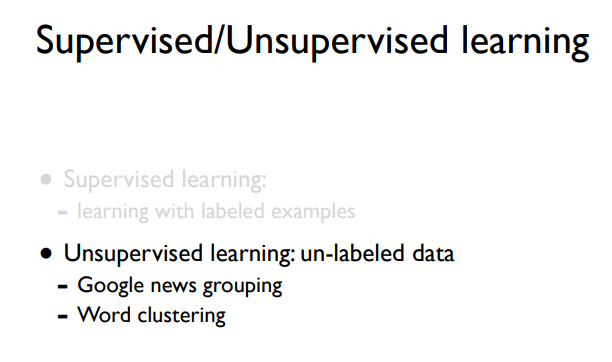 Supervised/Unsupervised learning
• Supervised learning:
- learning with labeled examples
• Unsupervised learning: un-labeled data
- Google news grouping
- Word clustering